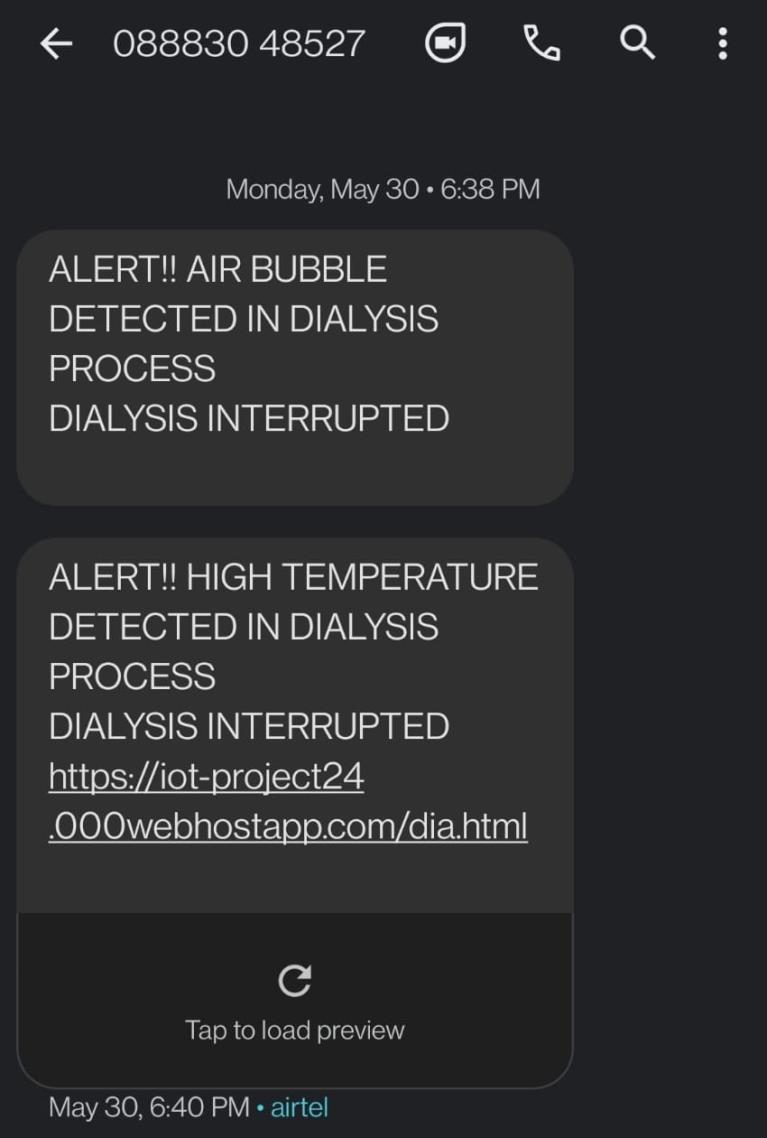 088830 48527
Monday, May 30 • 6:38 PM
ALERT!! AIR BUBBLE
DETECTED IN DIALYSIS
PROCESS
DIALYSIS INTERRUPTED
ALERT!! HIGH TEMPERATURE
DETECTED IN DIALYSIS
PROCESS
DIALYSIS INTERRUPTED
https://iot-project24
.000webhostapp.com/dia.html
Tap to load preview
May 30, 6:40 PM • airtel